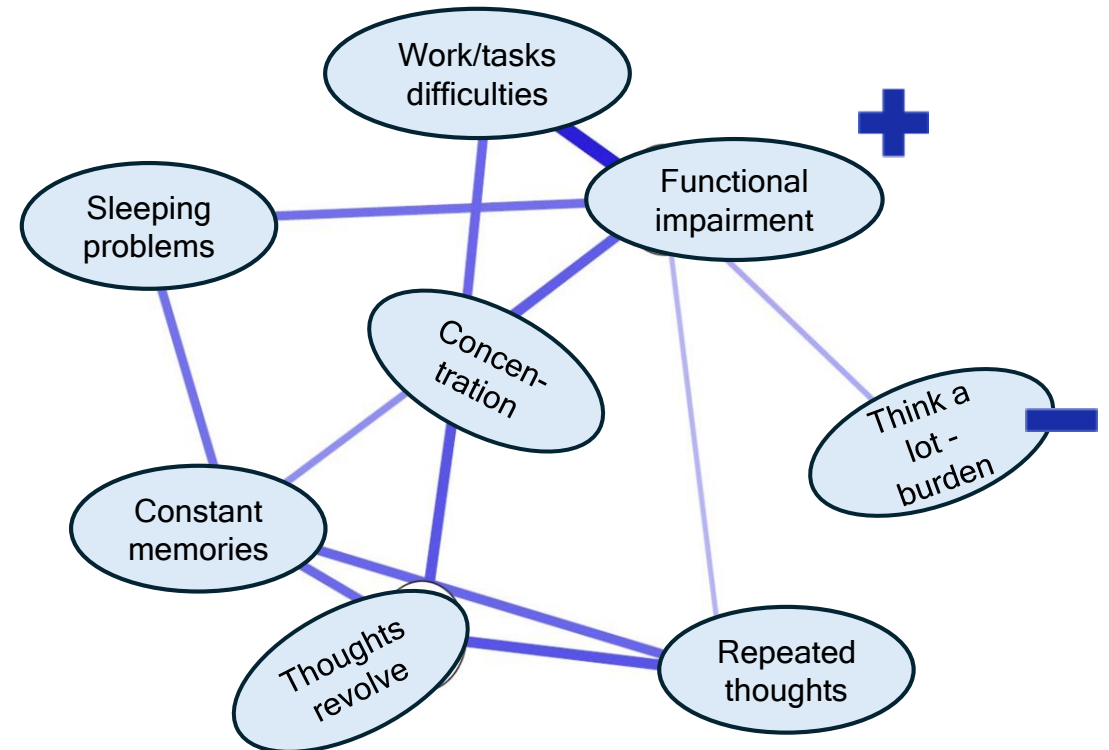 Work/tasks
difficulties
Functional
impairment
Sleeping
problems
Concen-
tration
Think a
lot -
burden
Constant
memories
Thoughts
revolve
Repeated
thoughts